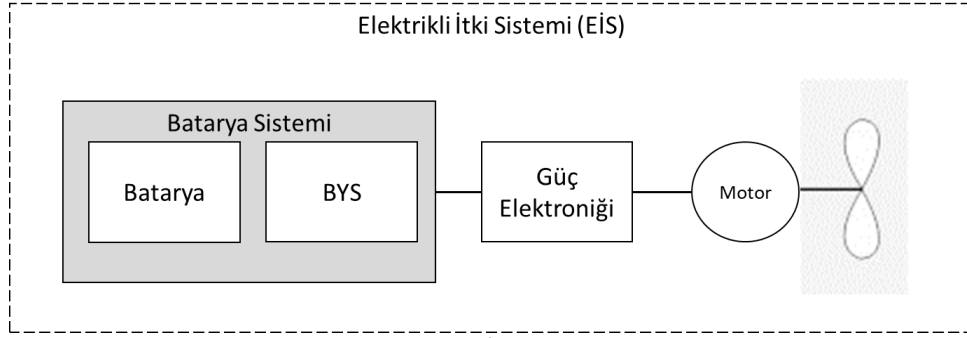 Elektrikli İtki Sistemi (EİS)
Batarya Sistemi
Batarya
BYS
Güç
Elektroniği
Motor